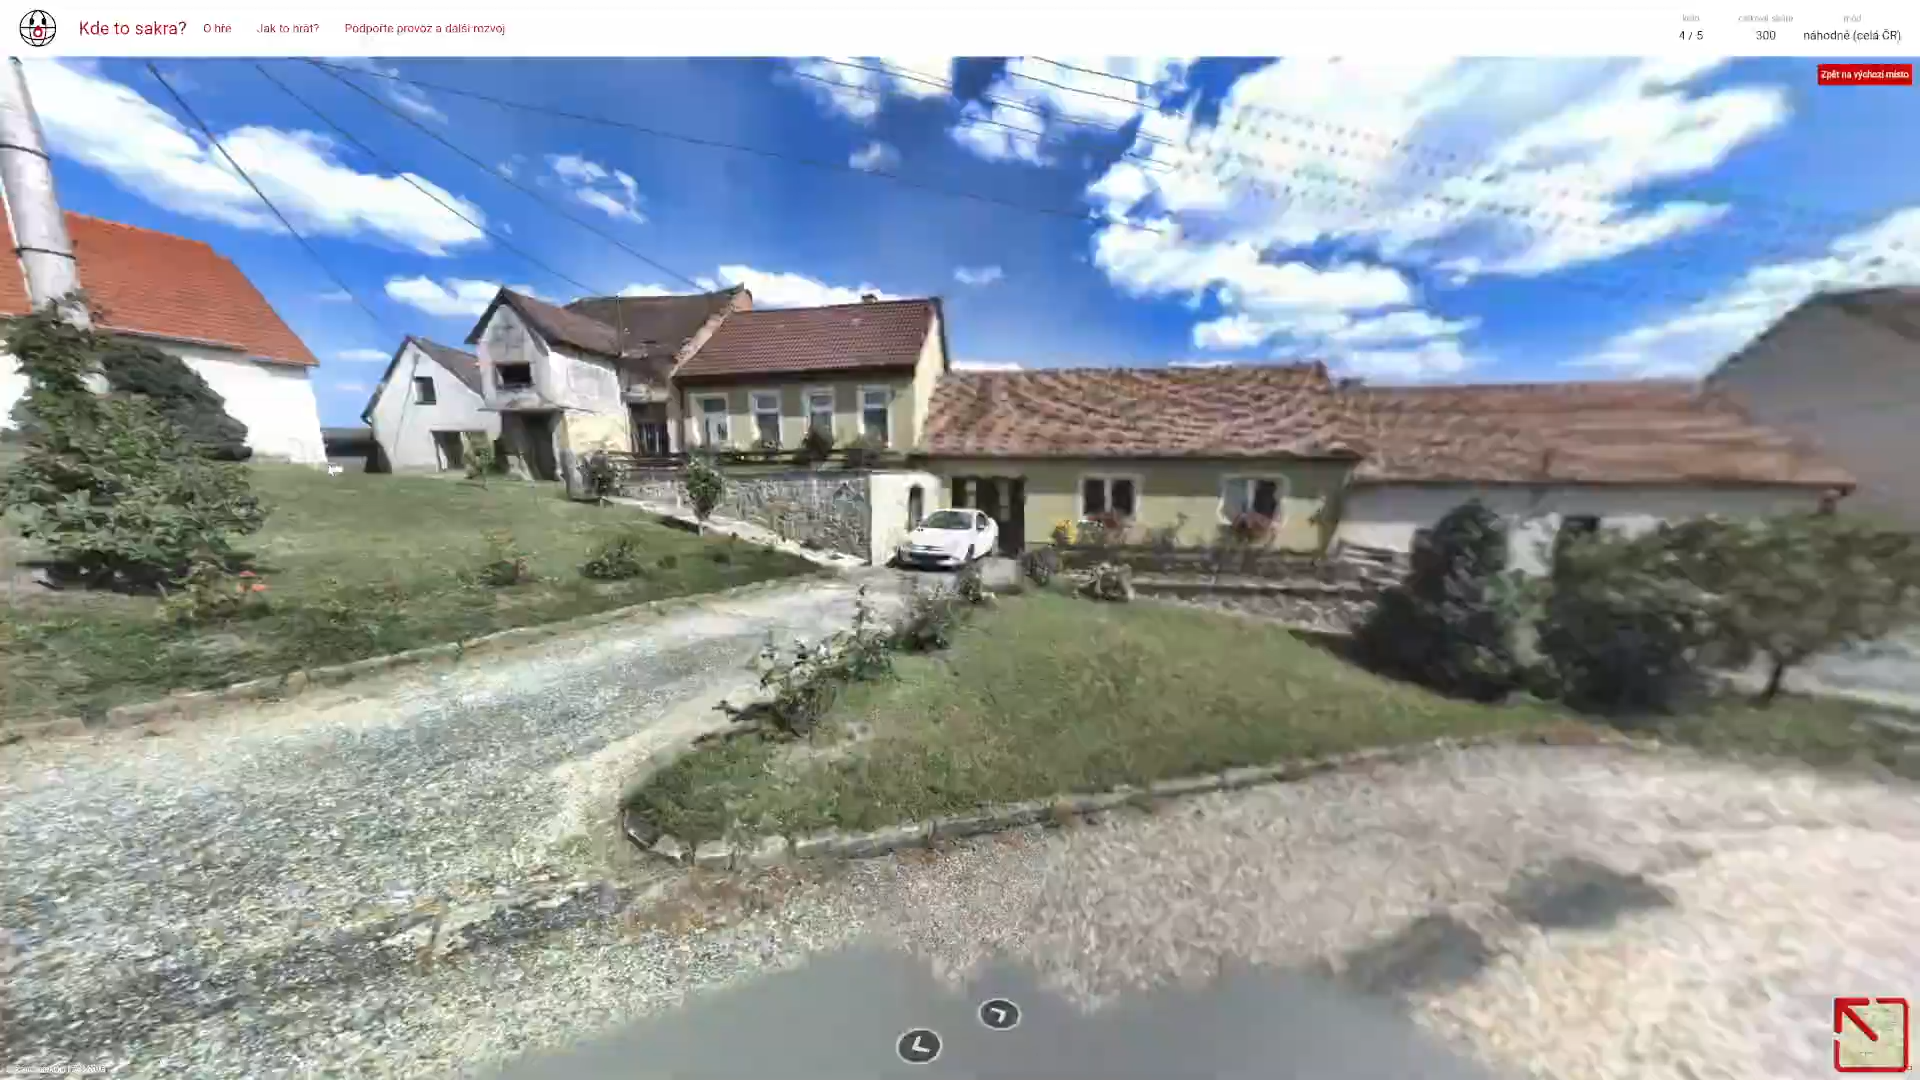 Kde to sakra?
O hře
Jak to hrát?
Podpořte provoz a další rozvoj
kolo
4 / 5
celkové skóre
300
mód
náhodně (celá ČR)
Zpět na výchozí místo